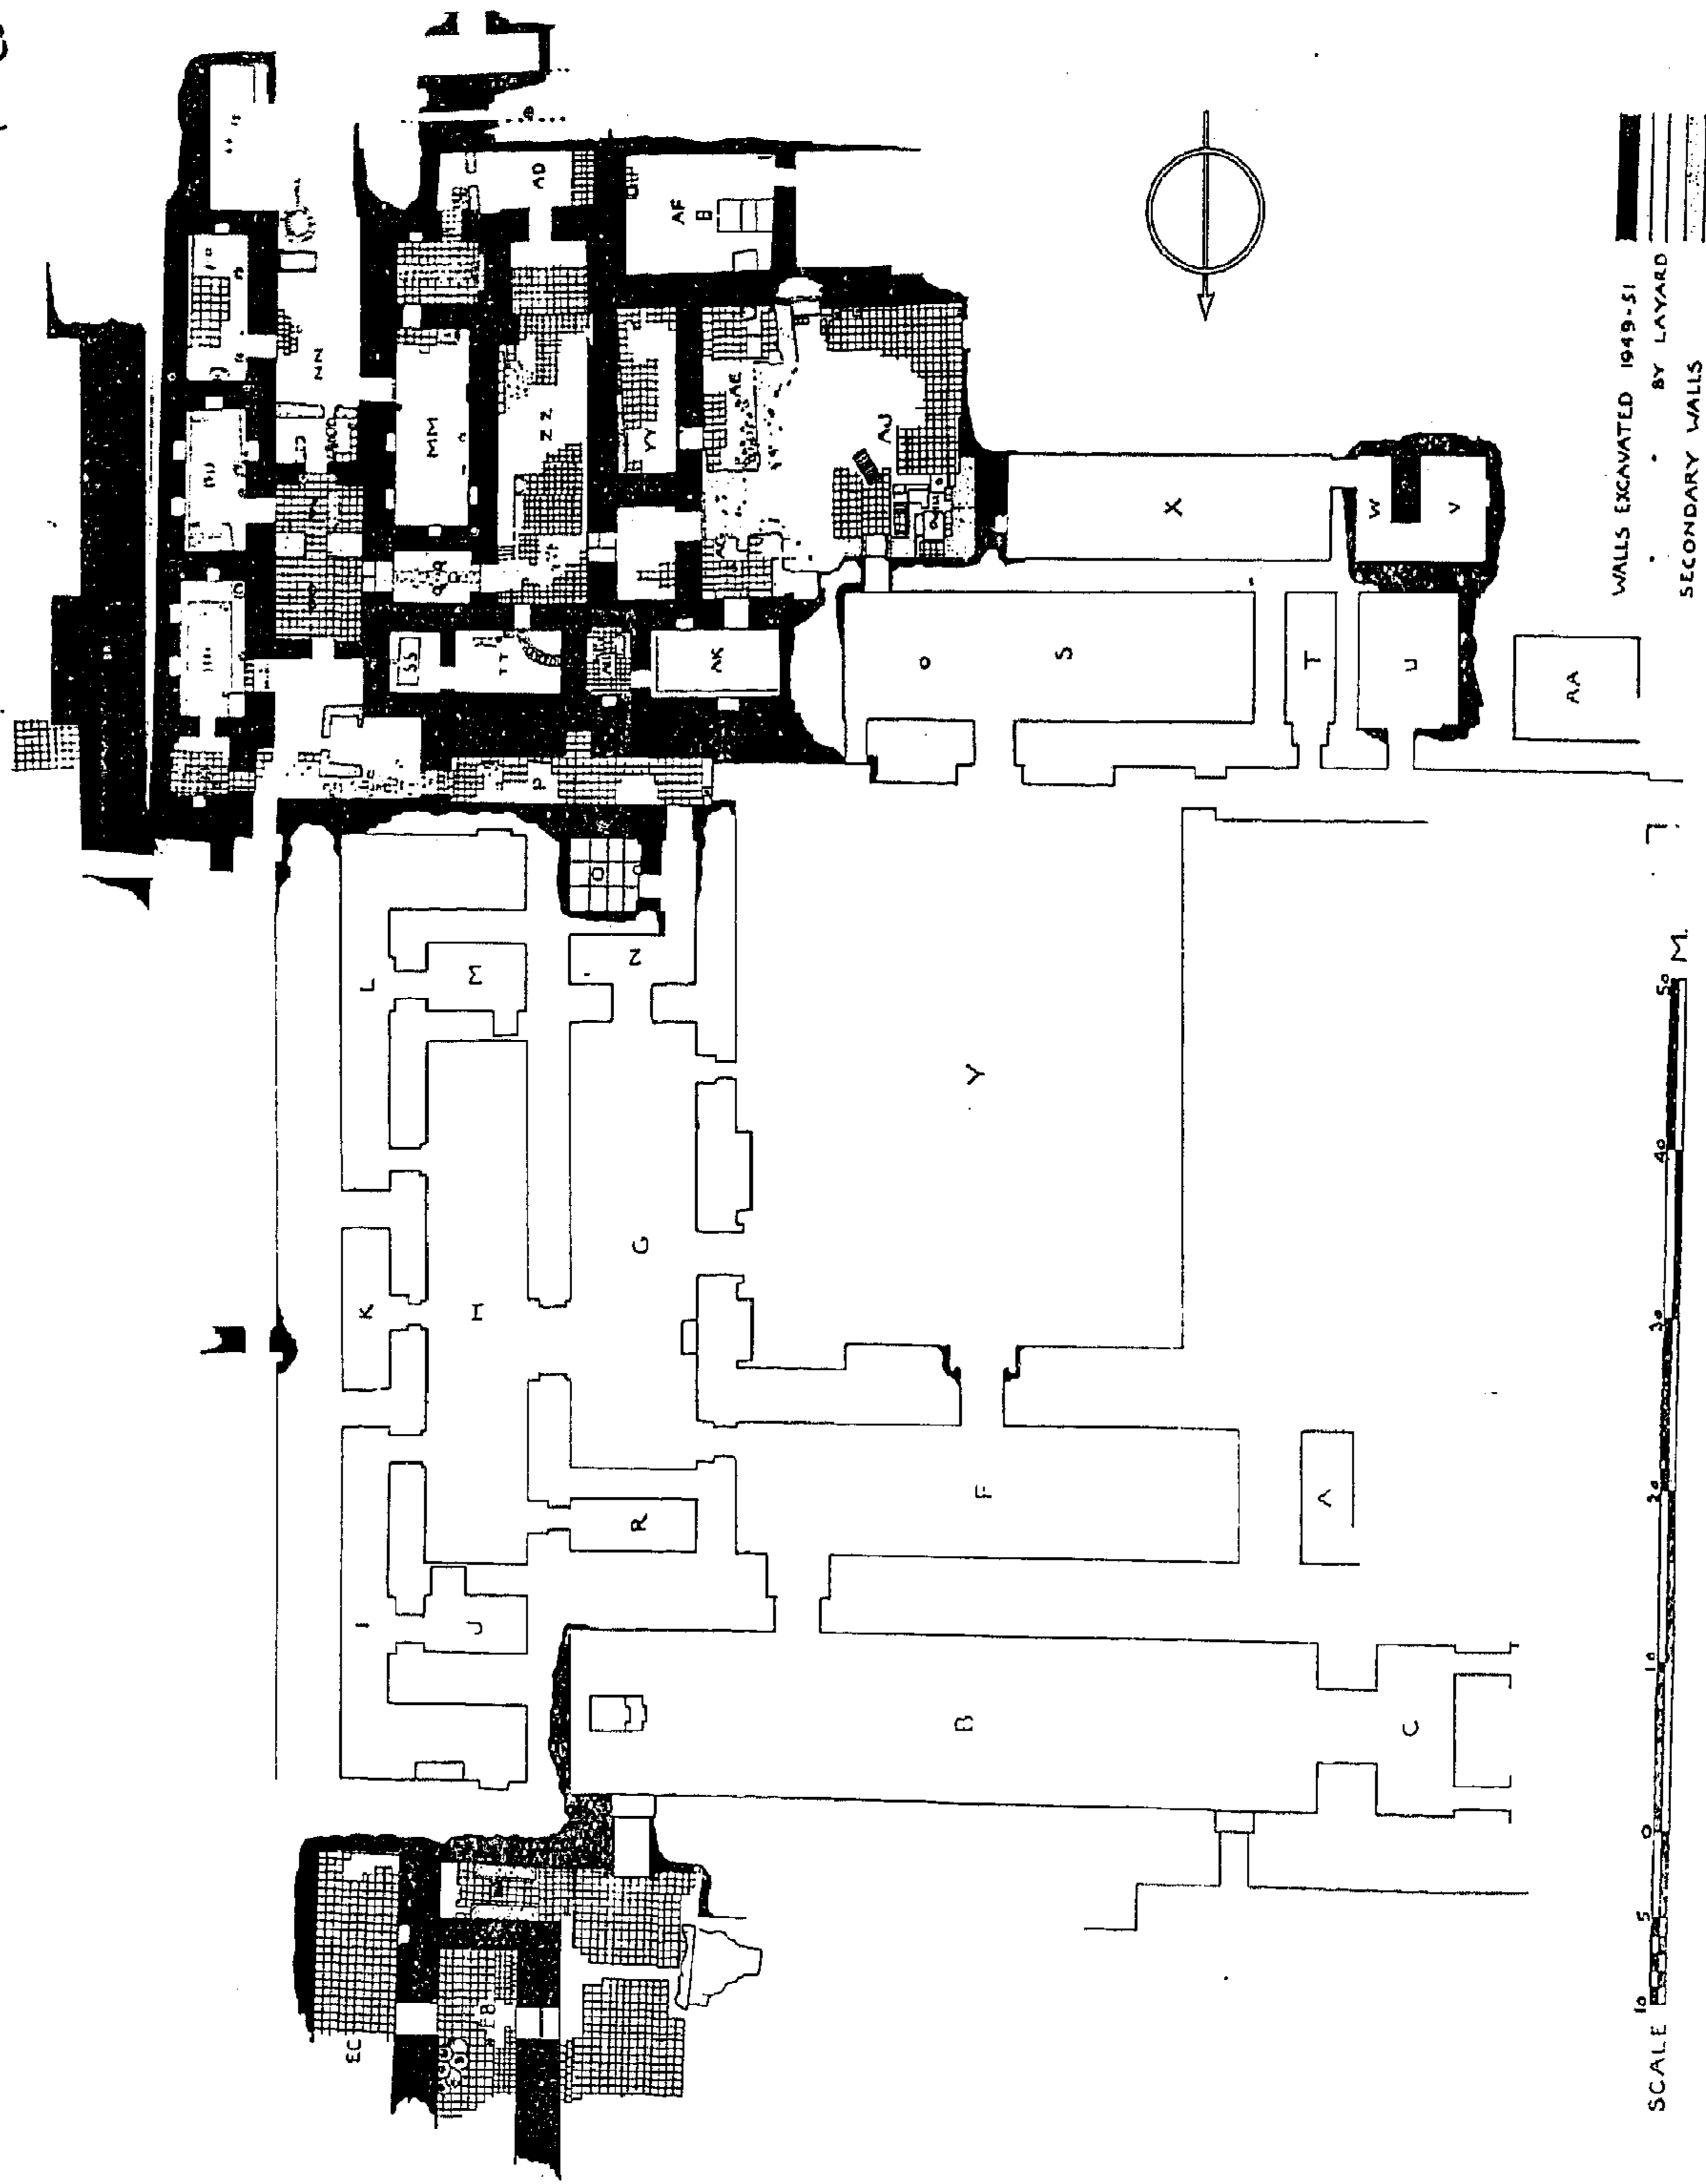 WALLS EXCAVATED 1949-51
" " BY LAYARD
SECONDARY WALLS
SCALE 10 5 0 10 20 30 40 50 M.
EC
EB
I
J
K
L
M
H
R
G
N
O
P
B
C
F
A
Y
S
O
T
U
AA
X
W
V
SS
TT
AK
MM
NN
ZZ
YY
AD
AF
B
AE
AJ